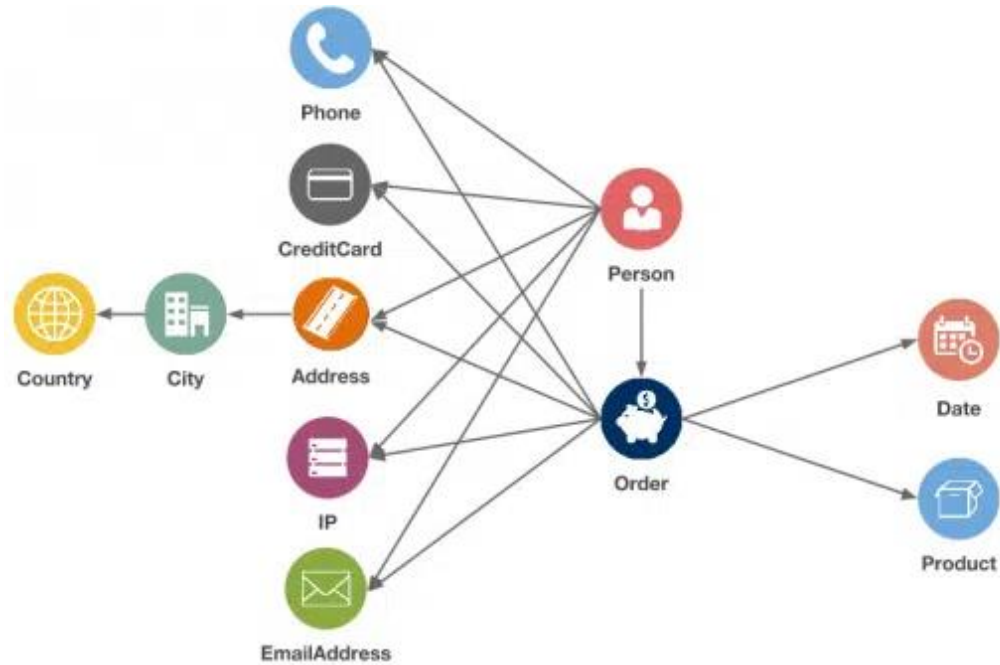 Phone
CreditCard
Person
Country
City
Address
Date
IP
Order
Product
EmailAddress